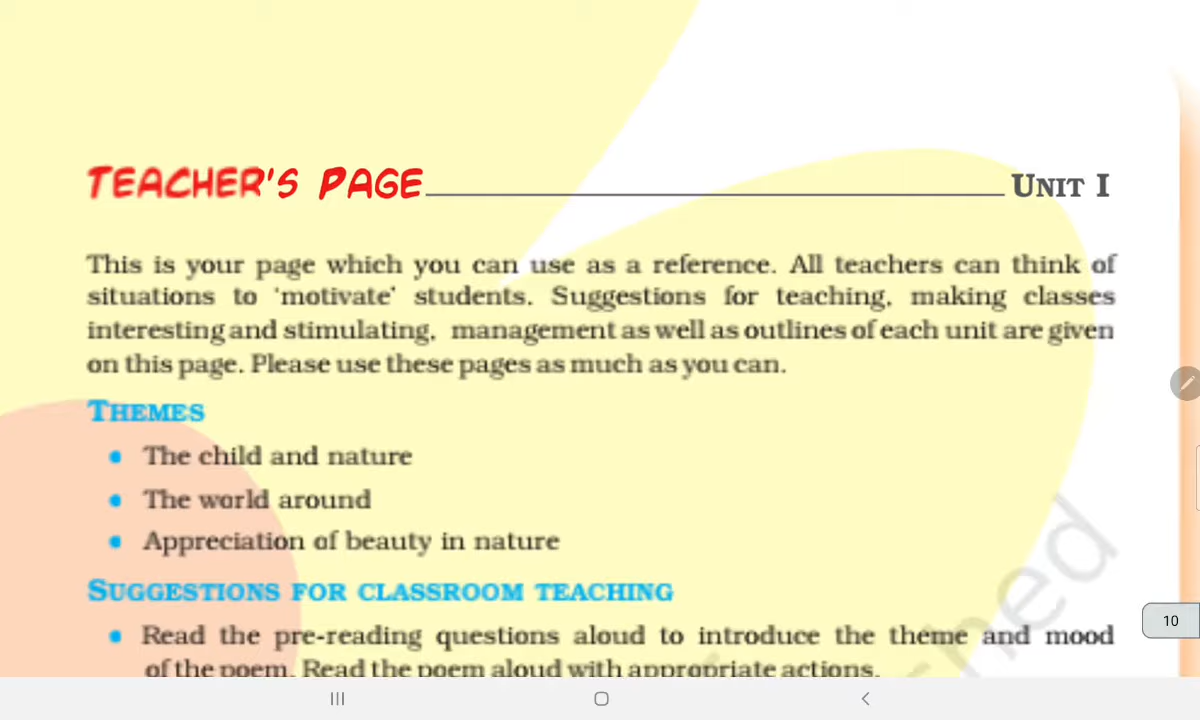 TEACHER'S PAGE UNIT I
This is your page which you can use as a reference. All teachers can think of
situations to 'motivate' students. Suggestions for teaching, making classes
interesting and stimulating, management as well as outlines of each unit are given
on this page. Please use these pages as much as you can.
THEMES
• The child and nature
• The world around
• Appreciation of beauty in nature
SUGGESTIONS FOR CLASSROOM TEACHING
• Read the pre-reading questions aloud to introduce the theme and mood
of the poem. Read the poem aloud with appropriate actions.
10